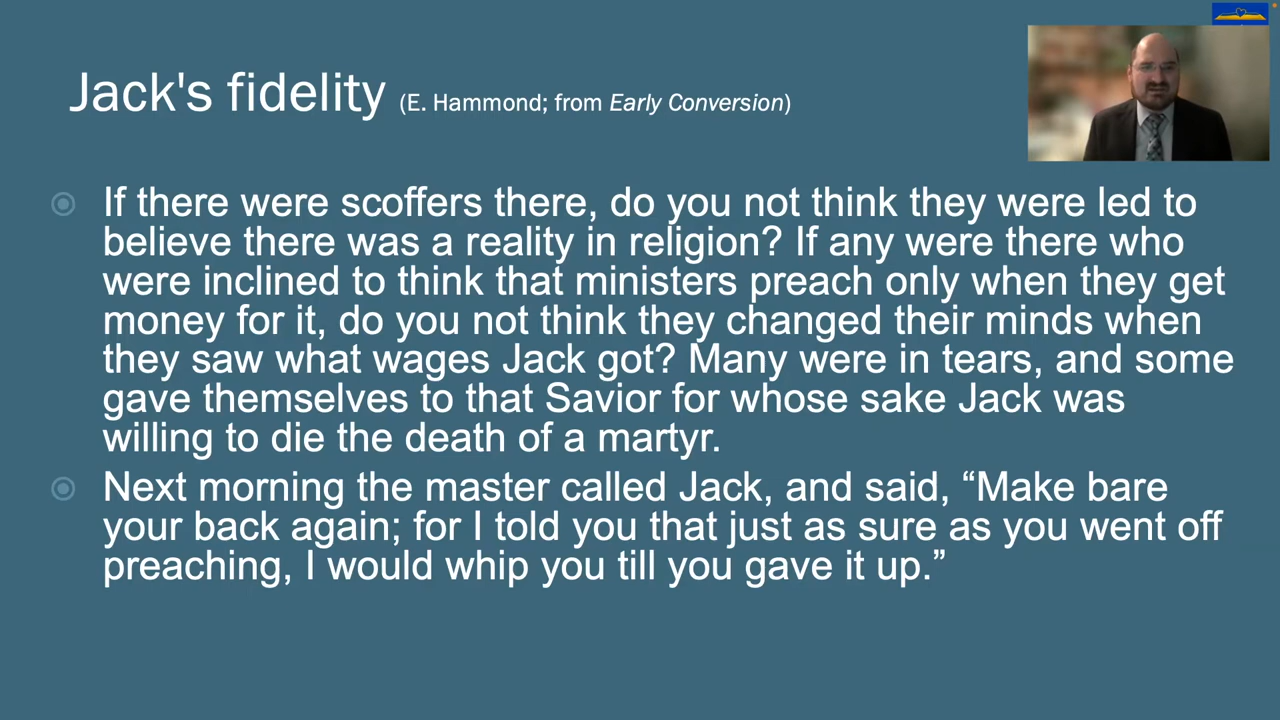 Jack's fidelity (E. Hammond; from Early Conversion)
If there were scoffers there, do you not think they were led to
believe there was a reality in religion? If any were there who
were inclined to think that ministers preach only when they get
money for it, do you not think they changed their minds when
they saw what wages Jack got? Many were in tears, and some
gave themselves to that Savior for whose sake Jack was
willing to die the death of a martyr.
Next morning the master called Jack, and said, “Make bare
your back again; for I told you that just as sure as you went off
preaching, I would whip you till you gave it up.”